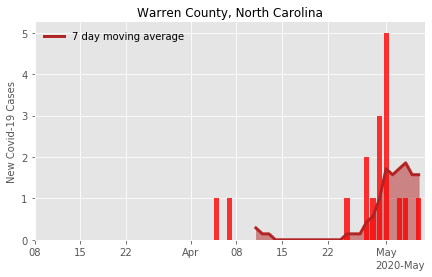 Warren County, North Carolina
7 day moving average
New Covid-19 Cases
5
4
3
2
1
0
08 15 22 Apr 08 15 22 May
2020-May